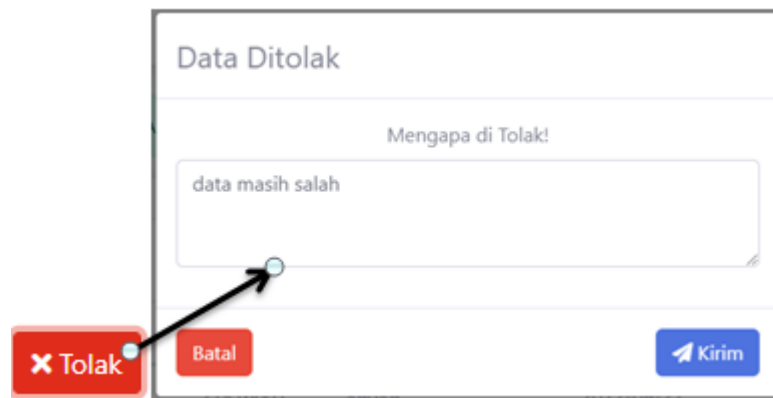 Data Ditolak
Mengapa di Tolak!
data masih salah
Tolak
Batal
Kirim